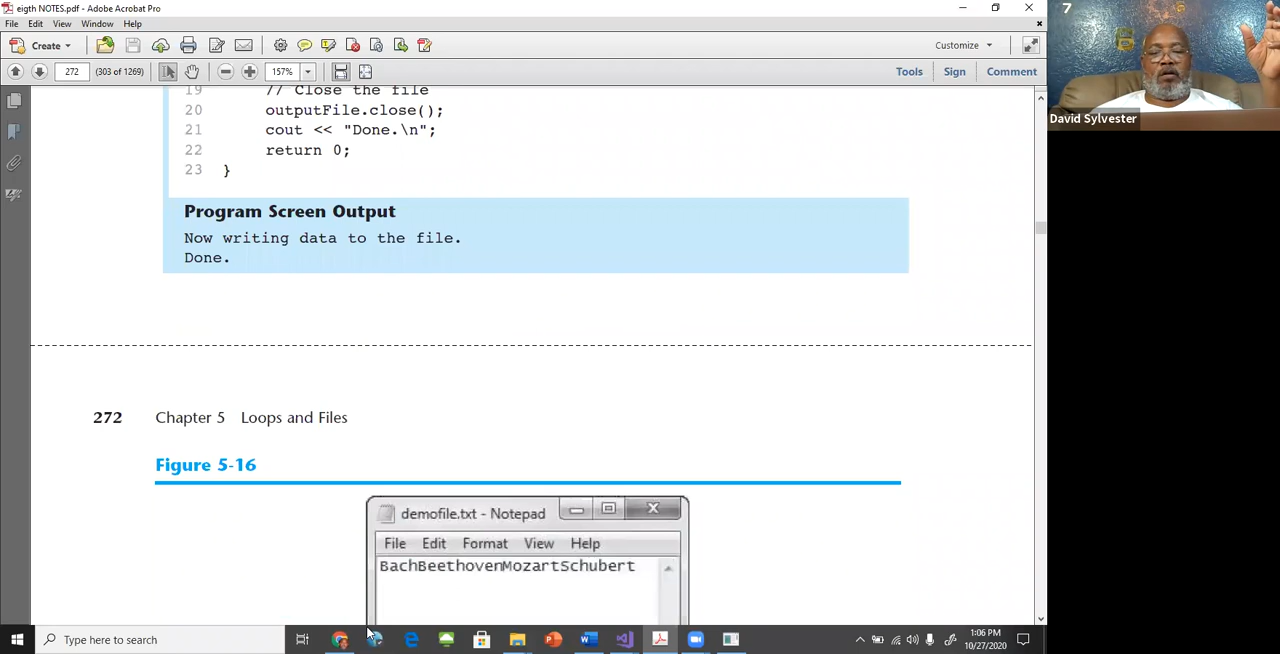 eigth NOTES.pdf - Adobe Acrobat Pro
File Edit View Window Help
Create
Customize
272 (303 of 1269) 157%
Tools Sign Comment
19 // Close the file
20 outputFile.close();
21 cout << "Done.\n";
22 return 0;
23 }
Program Screen Output
Now writing data to the file.
Done.
272 Chapter 5 Loops and Files
Figure 5-16
demofile.txt - Notepad
File Edit Format View Help
BachBeethovenMozartSchubert
Type here to search
1:06 PM
10/27/2020
7
David Sylvester